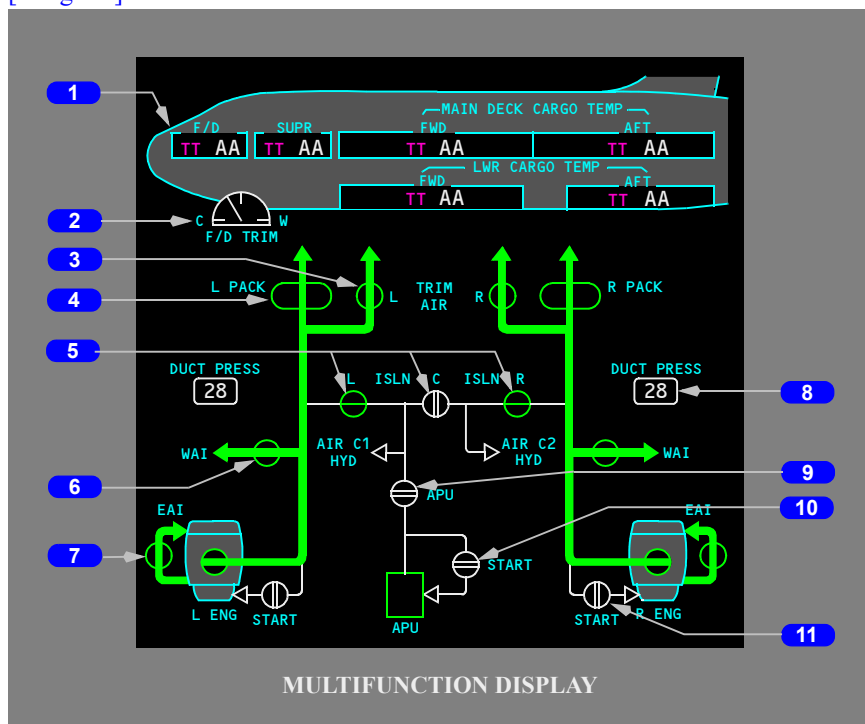 1
MAIN DECK CARGO TEMP
F/D SUPR FWD AFT
TT AA TT AA TT AA TT AA
LWR CARGO TEMP
FWD AFT
TT AA TT AA
2
C W
F/D TRIM
3
4
L PACK L TRIM AIR R R PACK
5
L ISLN C ISLN R
DUCT PRESS
28
DUCT PRESS
28
8
WAI
AIR C1
HYD
AIR C2
HYD
WAI
6
9
APU
10
EAI
EAI
7
START
L ENG START
APU
START R ENG
11
MULTIFUNCTION DISPLAY